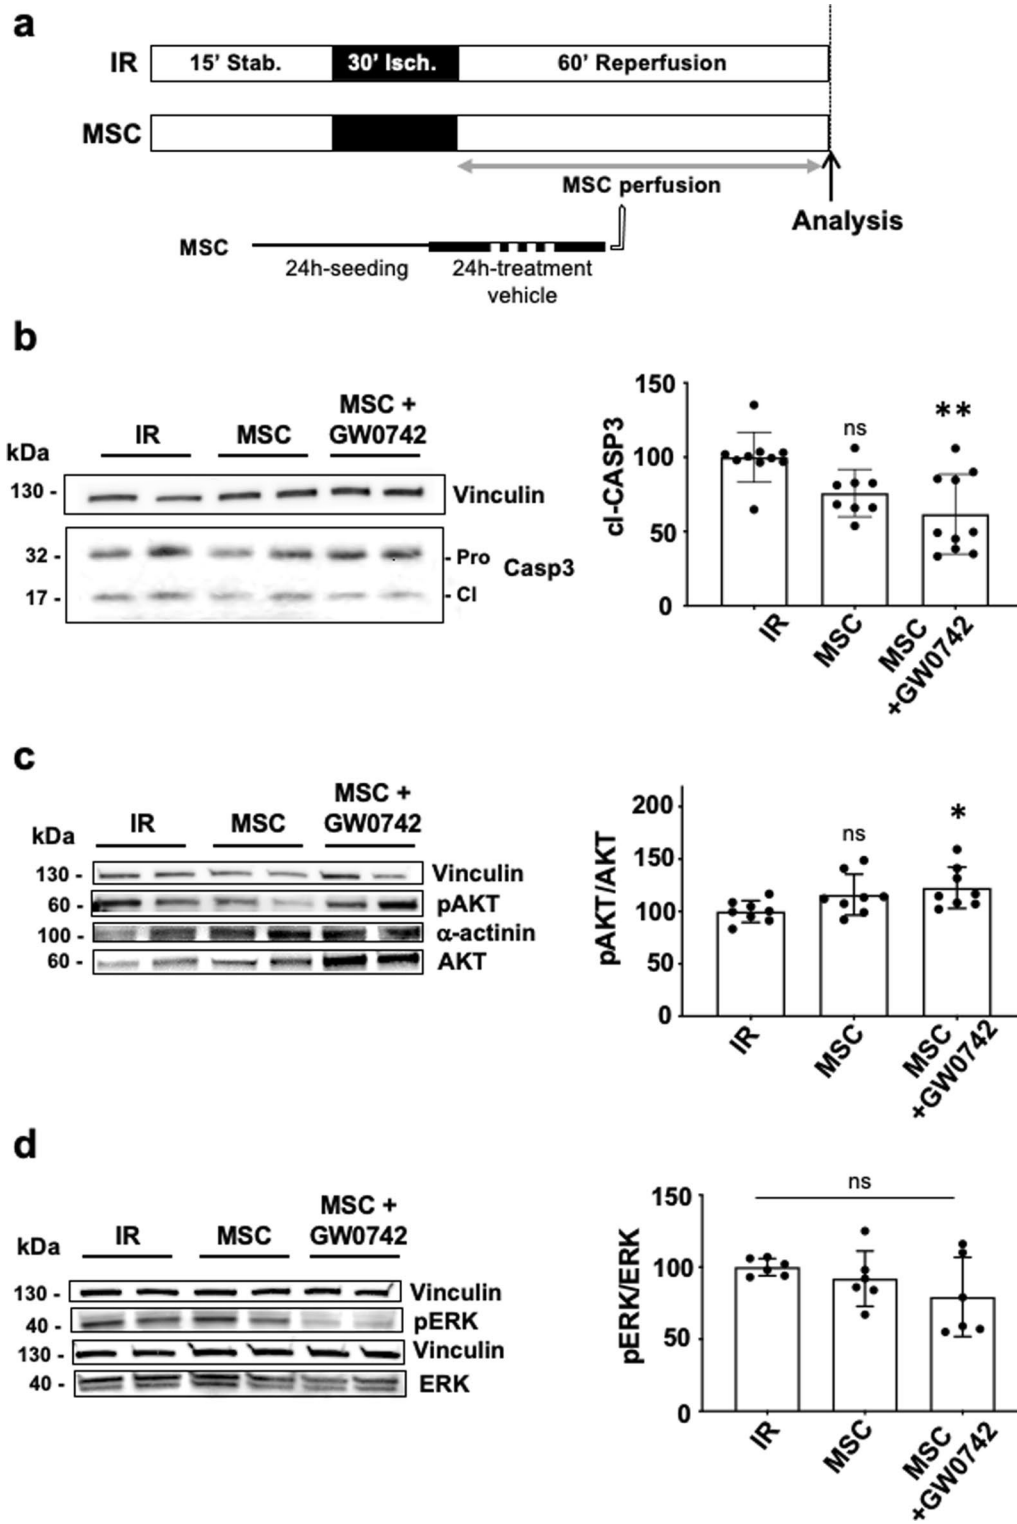 a
IR
15' Stab.
30' Isch.
60' Reperfusion
MSC
MSC perfusion
Analysis
MSC
24h-seeding
24h-treatment
vehicle
b
kDa
IR
MSC
MSC +
GW0742
130 -
Vinculin
32 -
- Pro
Casp3
17 -
- Cl
cl-CASP3
150
100
50
0
ns
**
IR
MSC
MSC
+GW0742
c
kDa
IR
MSC
MSC +
GW0742
130 -
Vinculin
60 -
pAKT
100 -
α-actinin
60 -
AKT
pAKT/AKT
200
150
100
50
0
ns
*
IR
MSC
MSC
+GW0742
d
kDa
IR
MSC
MSC +
GW0742
130 -
Vinculin
40 -
pERK
130 -
Vinculin
40 -
ERK
pERK/ERK
150
100
50
0
ns
IR
MSC
MSC
+GW0742